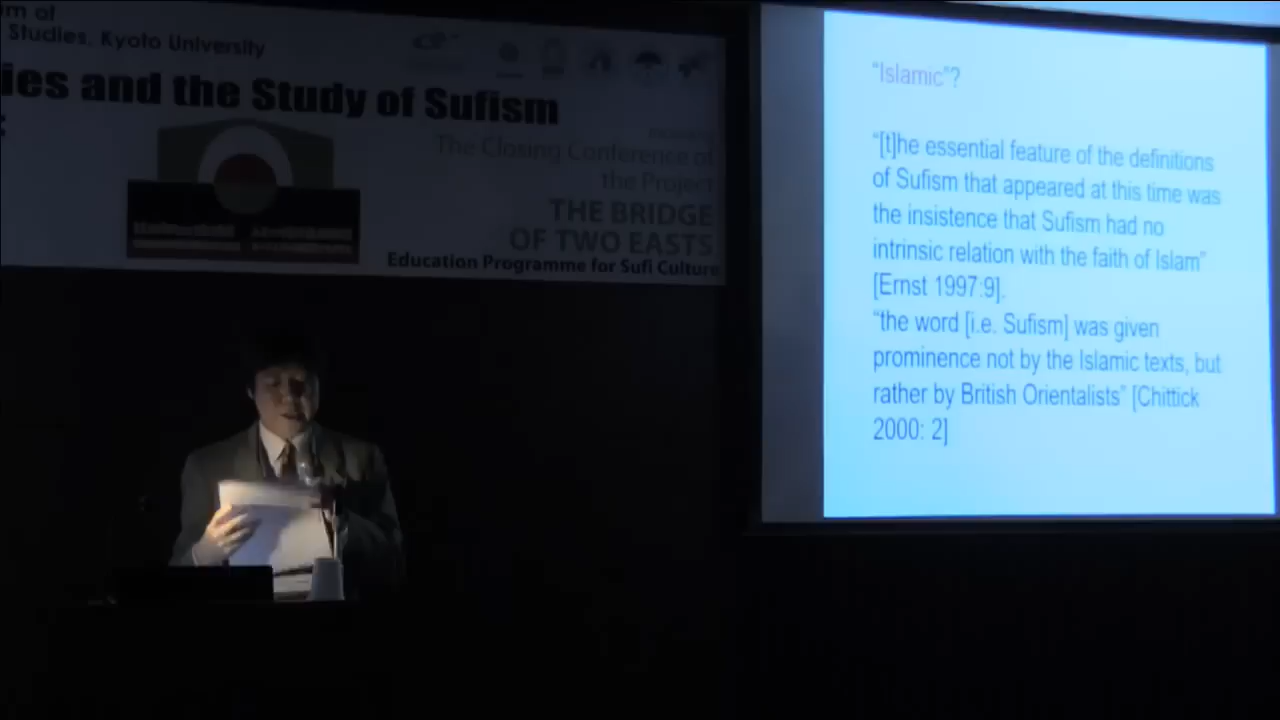 um of
Studies, Kyoto University
ies and the Study of Sufism
:
The Closing Conference of
the Project
THE BRIDGE
OF TWO EASTS
Education Programme for Sufi Culture
“Islamic”?
“[t]he essential feature of the definitions
of Sufism that appeared at this time was
the insistence that Sufism had no
intrinsic relation with the faith of Islam”
[Ernst 1997:9].
“the word [i.e. Sufism] was given
prominence not by the Islamic texts, but
rather by British Orientalists” [Chittick
2000: 2]